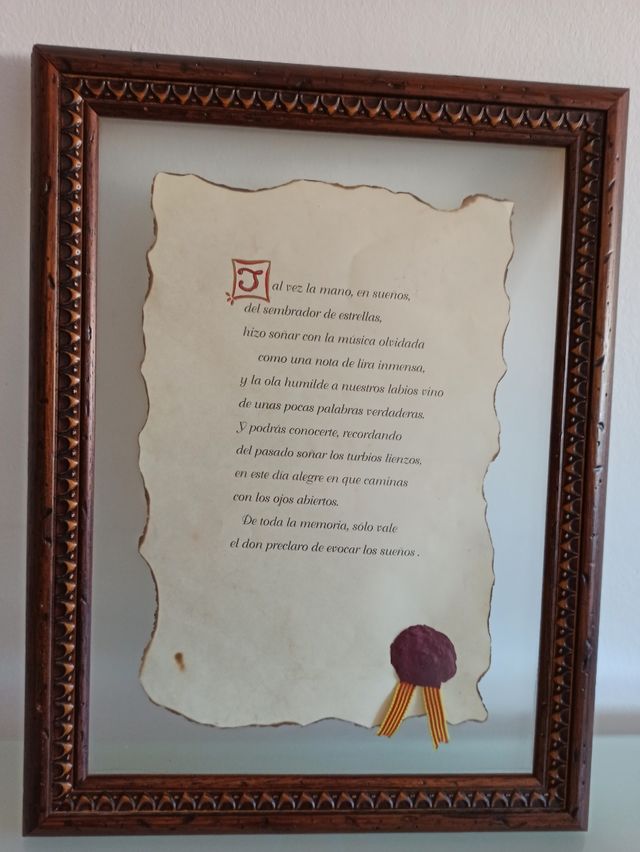 Tal vez la mano, en sueños,
del sembrador de estrellas,
hizo soñar con la música olvidada
como una nota de lira inmensa,
y la ola humilde a nuestros labios vino
de unas pocas palabras verdaderas.
Y podrás conocerte, recordando
del pasado soñar los turbios lienzos,
en este día alegre en que caminas
con los ojos abiertos.
De toda la memoria, sólo vale
el don preclaro de evocar los sueños .